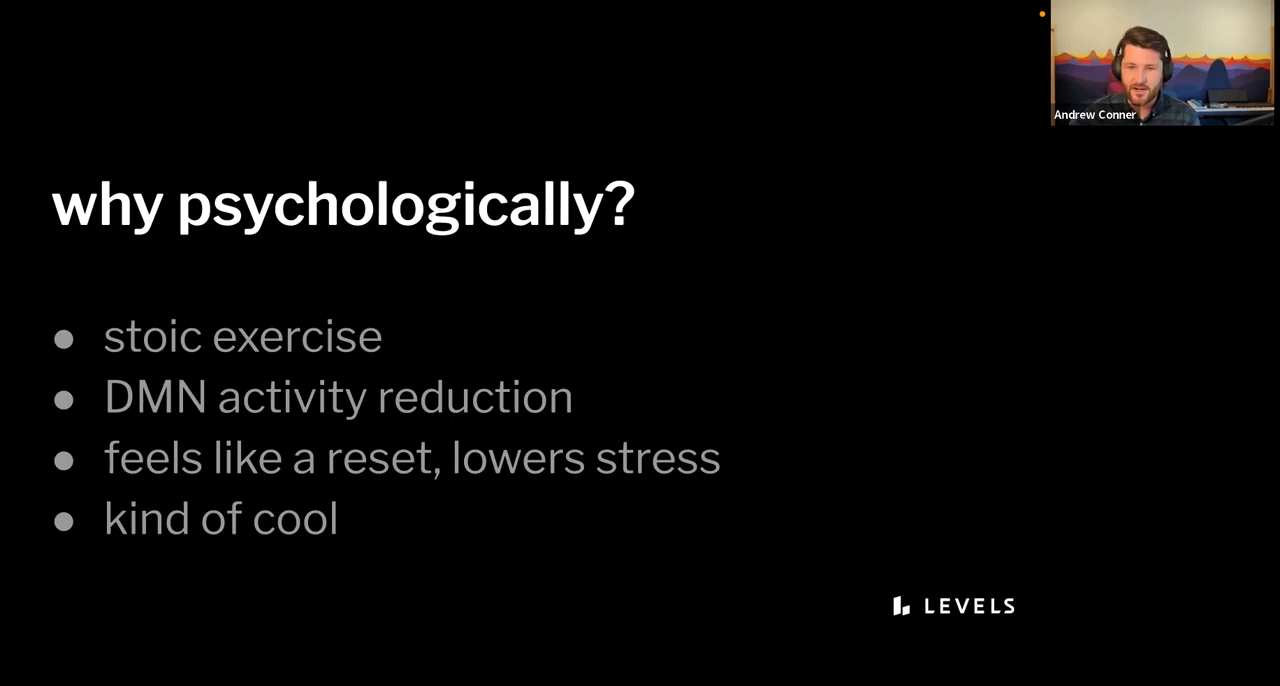 Andrew Conner
why psychologically?
● stoic exercise
● DMN activity reduction
● feels like a reset, lowers stress
● kind of cool
LEVELS